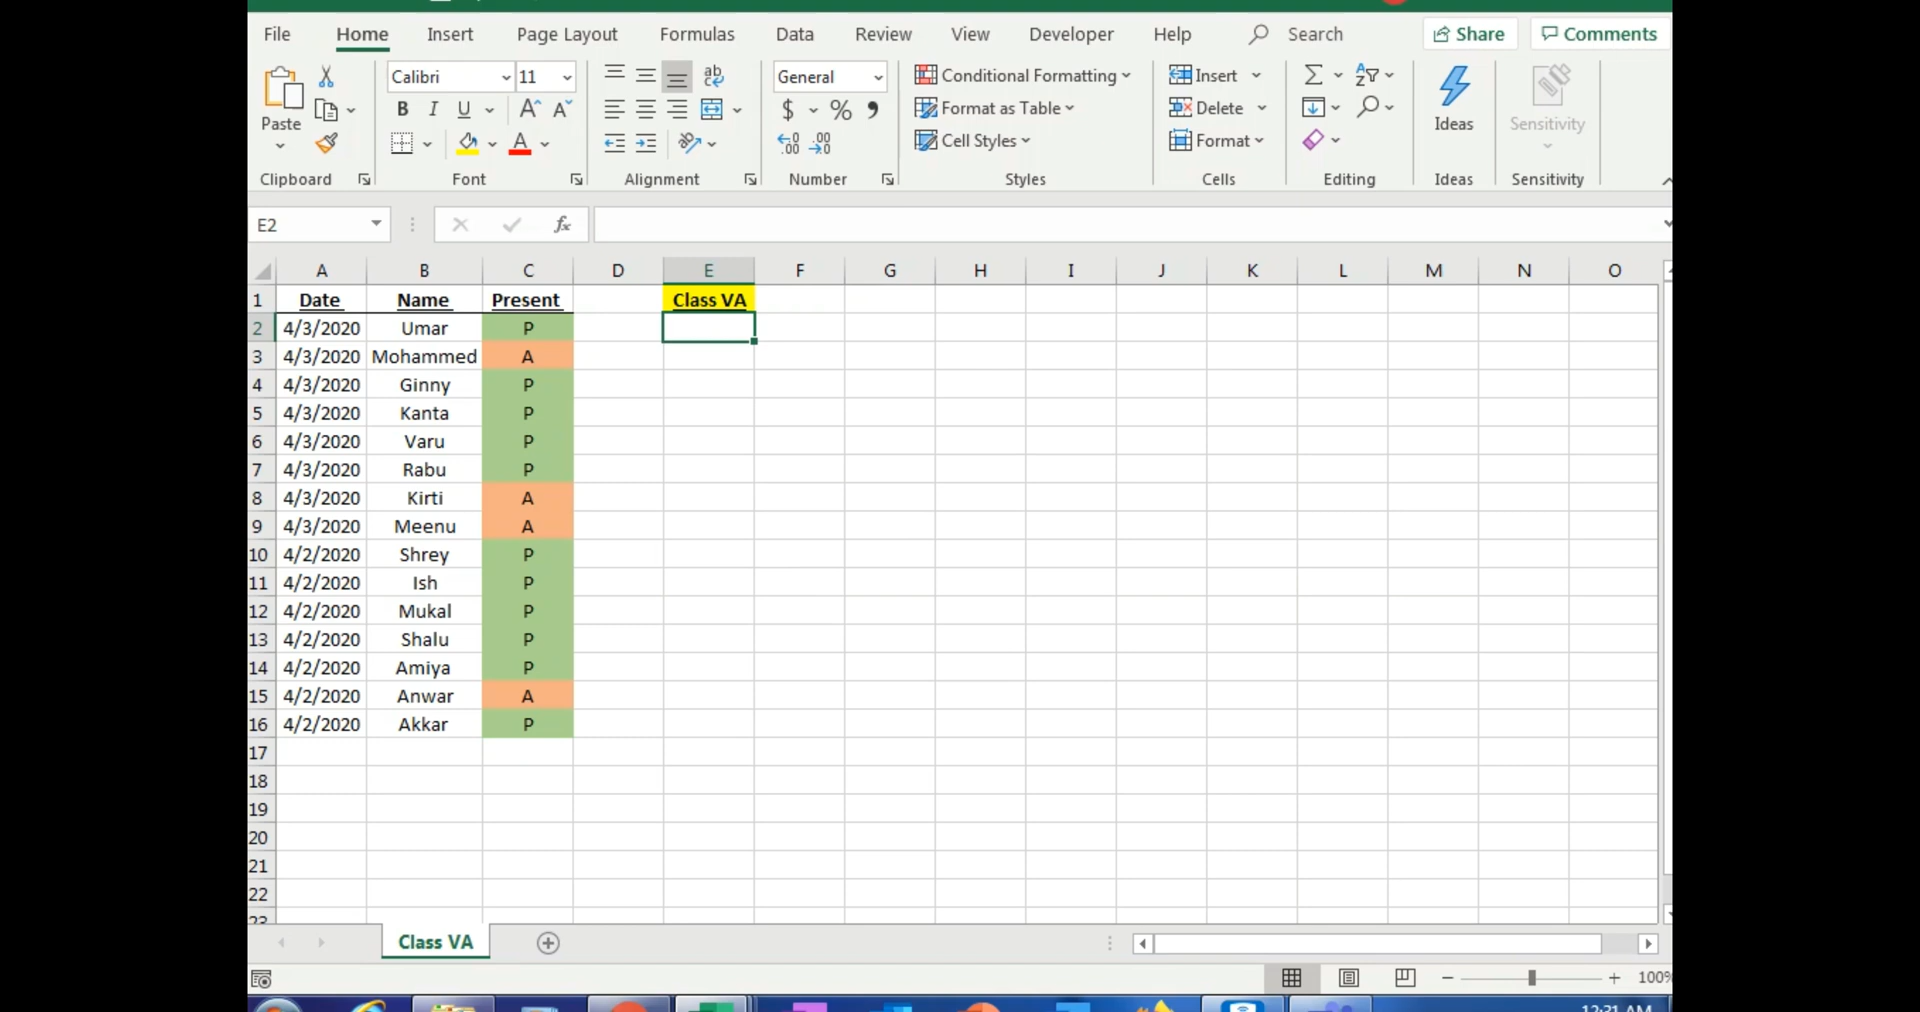 File Home Insert Page Layout Formulas Data Review View Developer Help Search Share Comments
Calibri 11 General Conditional Formatting Insert
Paste B I U $ % Format as Table Delete Ideas Sensitivity
Cell Styles Format
Clipboard Font Alignment Number Styles Cells Editing Ideas Sensitivity
E2 fx
A B C D E F G H I J K L M N O
1 Date Name Present Class VA
2 4/3/2020 Umar P
3 4/3/2020 Mohammed A
4 4/3/2020 Ginny P
5 4/3/2020 Kanta P
6 4/3/2020 Varu P
7 4/3/2020 Rabu P
8 4/3/2020 Kirti A
9 4/3/2020 Meenu A
10 4/2/2020 Shrey P
11 4/2/2020 Ish P
12 4/2/2020 Mukal P
13 4/2/2020 Shalu P
14 4/2/2020 Amiya P
15 4/2/2020 Anwar A
16 4/2/2020 Akkar P
17
18
19
20
21
22
23
Class VA
100%
12:31 AM